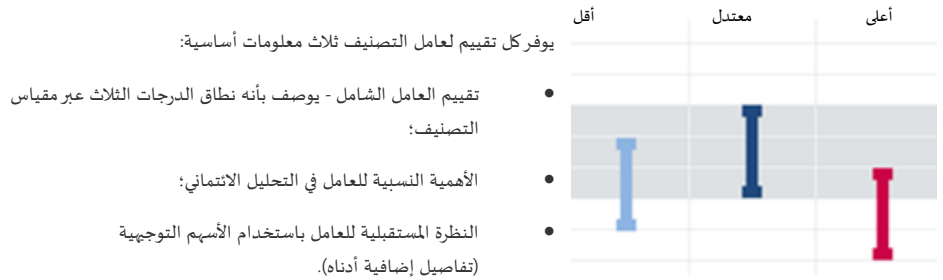 أعلى معتدل أقل
يوفر كل تقييم لعامل التصنيف ثلاث معلومات أساسية:
• تقييم العامل الشامل - يوصف بأنه نطاق الدرجات الثلاث عبر مقياس
التصنيف؛
• الأهمية النسبية للعامل في التحليل الائتماني؛
• النظرة المستقبلية للعامل باستخدام الأسهم التوجيهية
(تفاصيل إضافية أدناه).